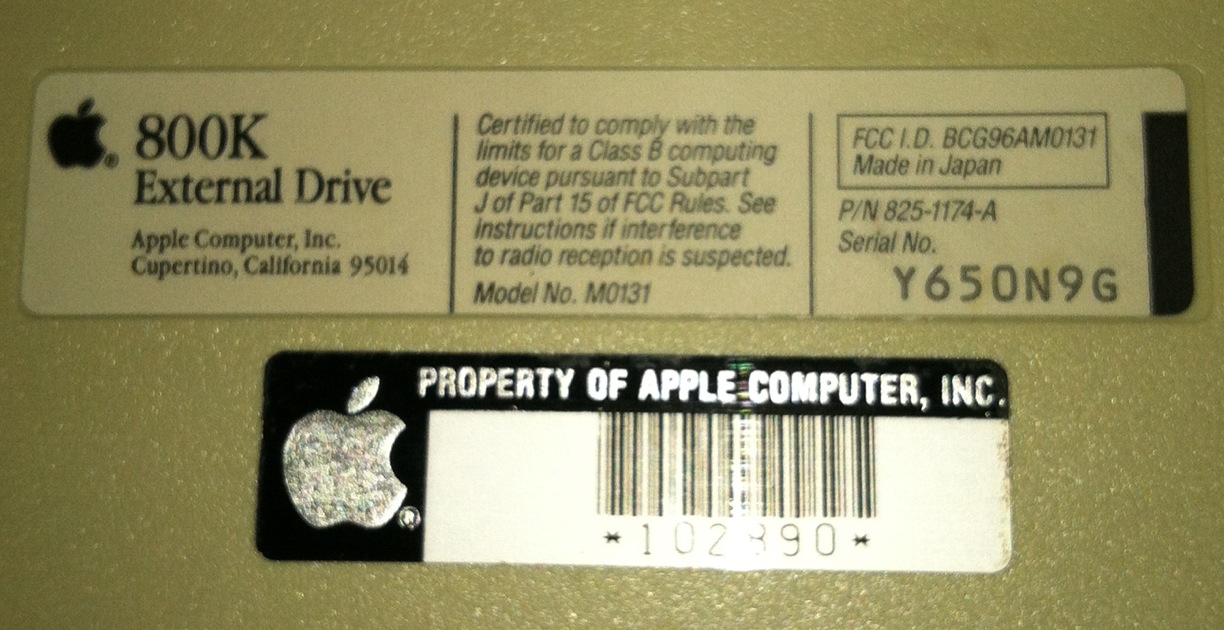 800K
External Drive
Apple Computer, Inc.
Cupertino, California 95014
Certified to comply with the
limits for a Class B computing
device pursuant to Subpart
J of Part 15 of FCC Rules. See
instructions if interference
to radio reception is suspected.
Model No. M0131
FCC I.D. BCG96AM0131
Made in Japan
P/N 825-1174-A
Serial No.
Y650N9G
PROPERTY OF APPLE COMPUTER, INC.
*102890*